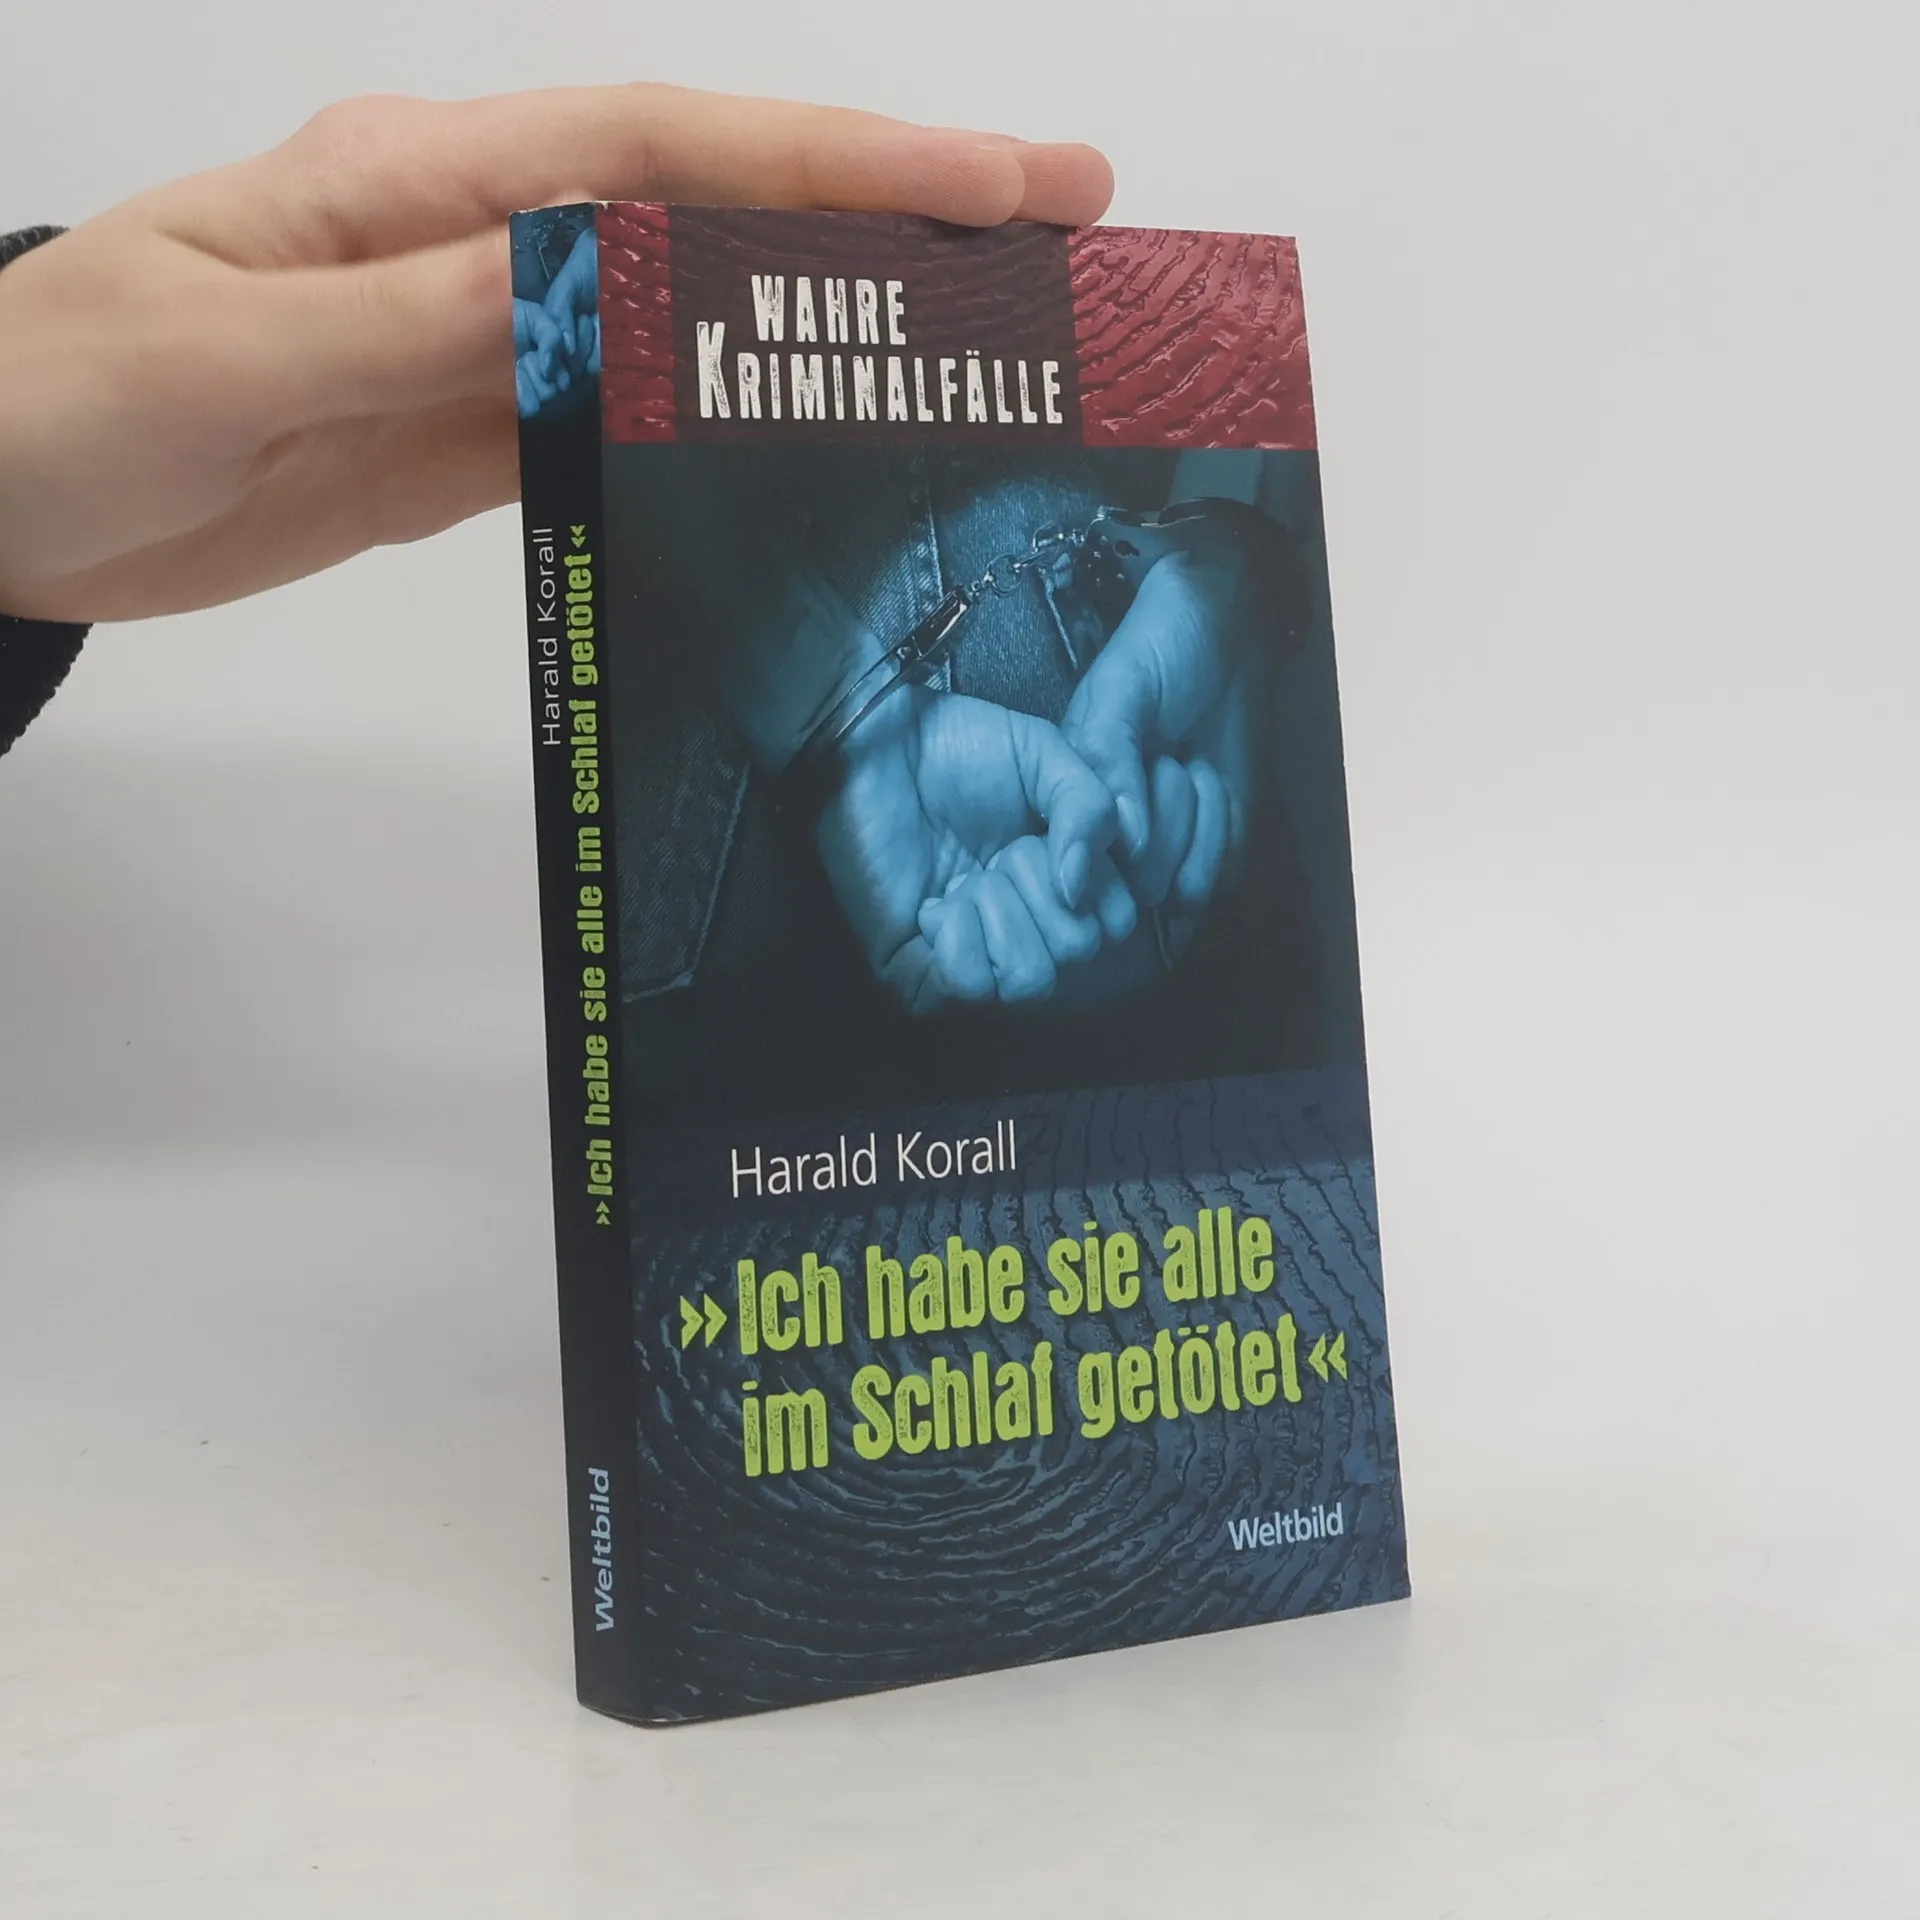 WAHRE
KRIMINALFÄLLE
Harald Korall
»Ich habe sie alle
im Schlaf getötet«
Weltbild
Harald Korall
»Ich habe sie alle im Schlaf getötet«
Weltbild